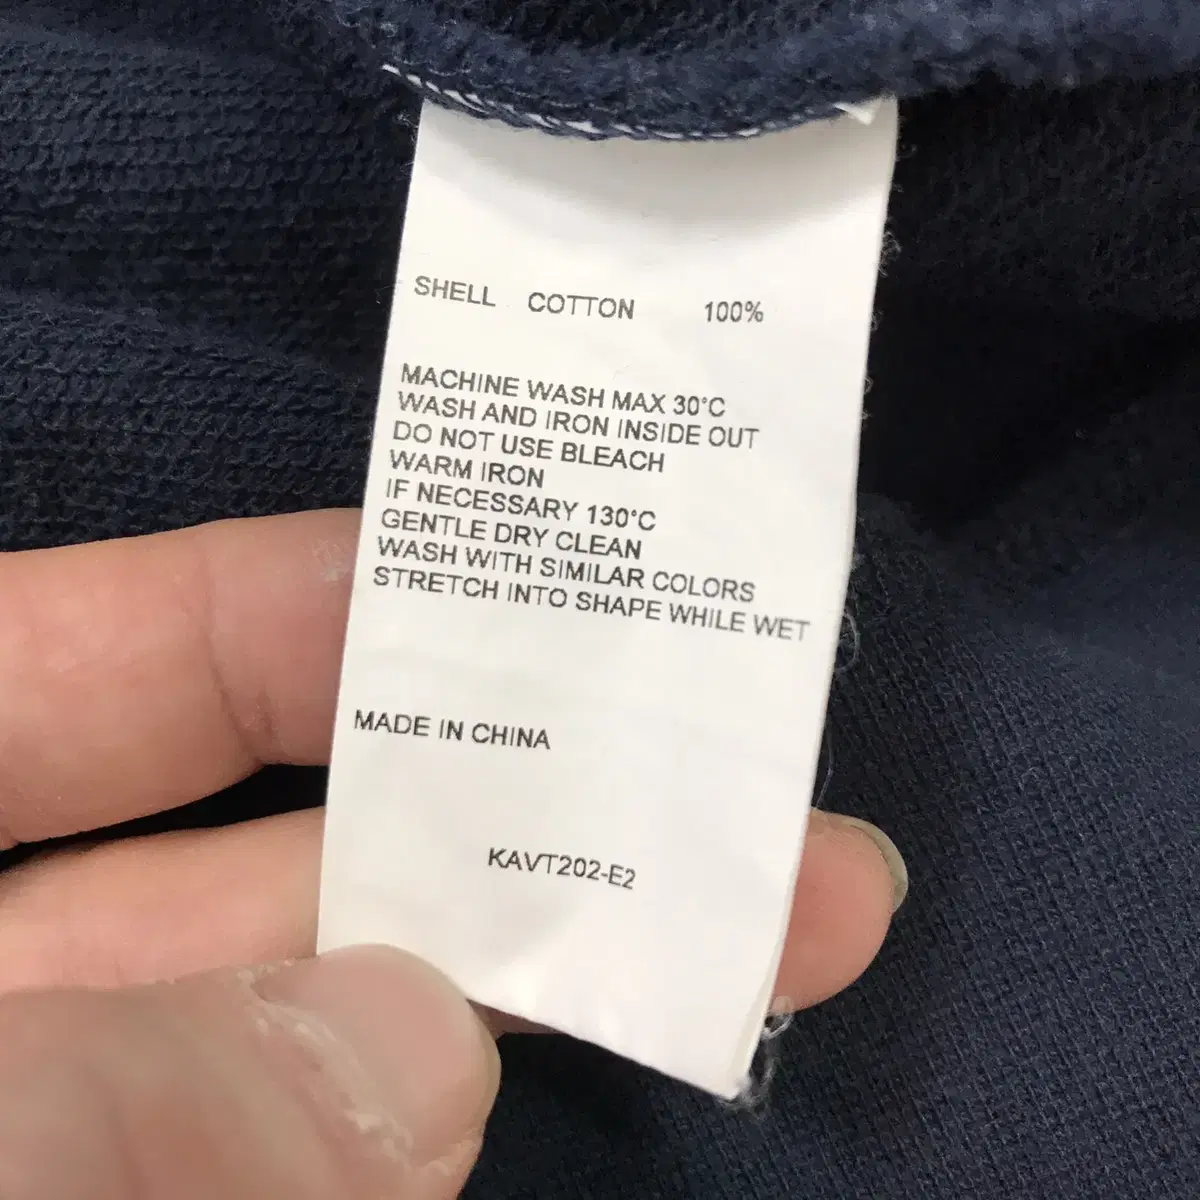 SHELL COTTON 100%
MACHINE WASH MAX 30°C
WASH AND IRON INSIDE OUT
DO NOT USE BLEACH
WARM IRON
IF NECESSARY 130°C
GENTLE DRY CLEAN
WASH WITH SIMILAR COLORS
STRETCH INTO SHAPE WHILE WET
MADE IN CHINA
KAVT202-E2